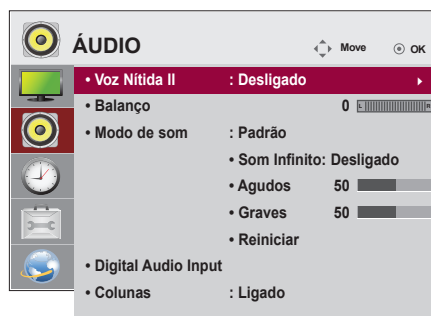 ÁUDIO
Move
OK
• Voz Nítida II : Desligado
• Balanço 0 L R
• Modo de som : Padrão
• Som Infinito: Desligado
• Agudos 50
• Graves 50
• Reiniciar
• Digital Audio Input
• Colunas : Ligado